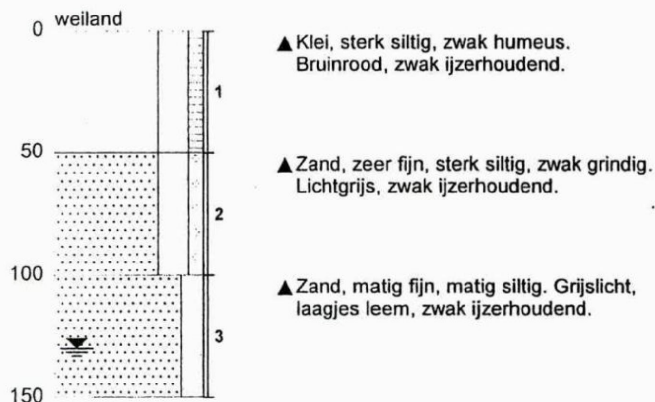 weiland
0
▲ Klei, sterk siltig, zwak humeus.
Bruinrood, zwak ijzerhoudend.
1
50
▲ Zand, zeer fijn, sterk siltig, zwak grindig.
Lichtgrijs, zwak ijzerhoudend.
2
100
▲ Zand, matig fijn, matig siltig. Grijslicht,
laagjes leem, zwak ijzerhoudend.
3
150